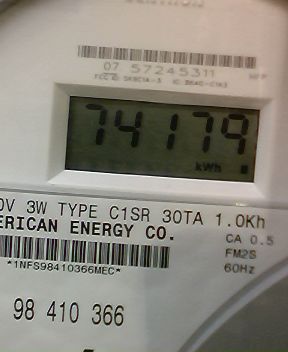 07 57245311
74179
kWh
0V 3W TYPE C1SR 30TA 1.0Kh
ERICAN ENERGY CO.
CA 0.5
FM2S
60Hz
*1NFS98410366MEC*
98 410 366